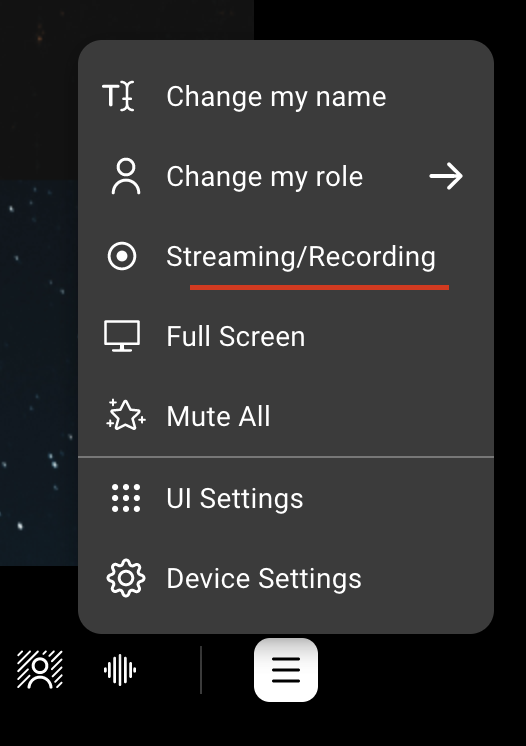 Change my name
Change my role
Streaming/Recording
Full Screen
Mute All
UI Settings
Device Settings